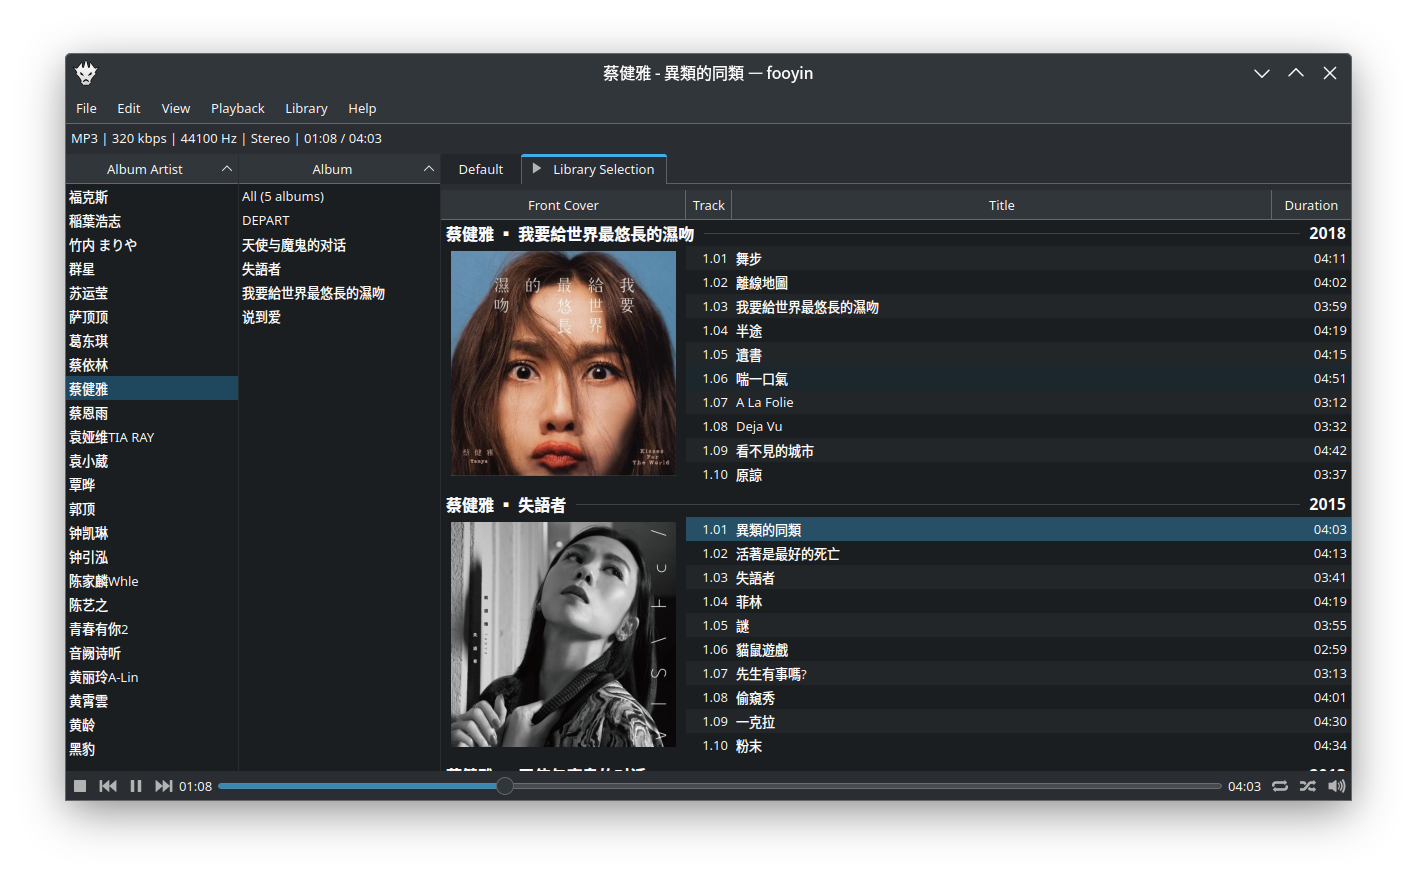 蔡健雅 - 異類的同類 — fooyin
File Edit View Playback Library Help
MP3 | 320 kbps | 44100 Hz | Stereo | 01:08 / 04:03
Album Artist
福克斯
稲葉浩志
竹内 まりや
群星
苏运莹
萨顶顶
葛东琪
蔡依林
蔡健雅
蔡恩雨
袁娅维TIA RAY
袁小葳
覃晔
郭顶
钟凯琳
钟引泓
陈家麟Whle
陈艺之
青春有你2
音阙诗听
黄丽玲A-Lin
黄霄雲
黄龄
黑豹
Album
All (5 albums)
DEPART
天使与魔鬼的对话
失語者
我要給世界最悠長的濕吻
说到爱
Default Library Selection
Front Cover Track Title Duration
蔡健雅 ▪ 我要給世界最悠長的濕吻 2018
我要
給世界
最悠長
的
濕吻
蔡健雅
Tanya
Kisses
For
The World
1.01 舞步 04:11
1.02 離線地圖 04:02
1.03 我要給世界最悠長的濕吻 03:59
1.04 半途 04:19
1.05 遺書 04:15
1.06 喘一口氣 04:51
1.07 A La Folie 03:12
1.08 Deja Vu 03:32
1.09 看不見的城市 04:42
1.10 原諒 03:37
蔡健雅 ▪ 失語者 2015
1.01 異類的同類 04:03
1.02 活著是最好的死亡 04:13
1.03 失語者 03:41
1.04 菲林 04:19
1.05 謎 03:55
1.06 貓鼠遊戲 02:59
1.07 先生有事嗎? 03:13
1.08 偷窺秀 04:01
1.09 一克拉 04:30
1.10 粉末 04:34
01:08 04:03